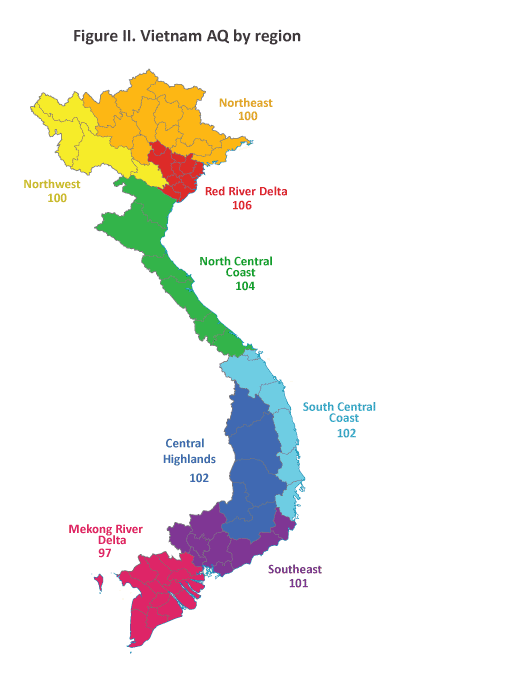 Figure II. Vietnam AQ by region
Northeast
100
Northwest
100
Red River Delta
106
North Central
Coast
104
South Central
Coast
102
Central
Highlands
102
Mekong River
Delta
97
Southeast
101